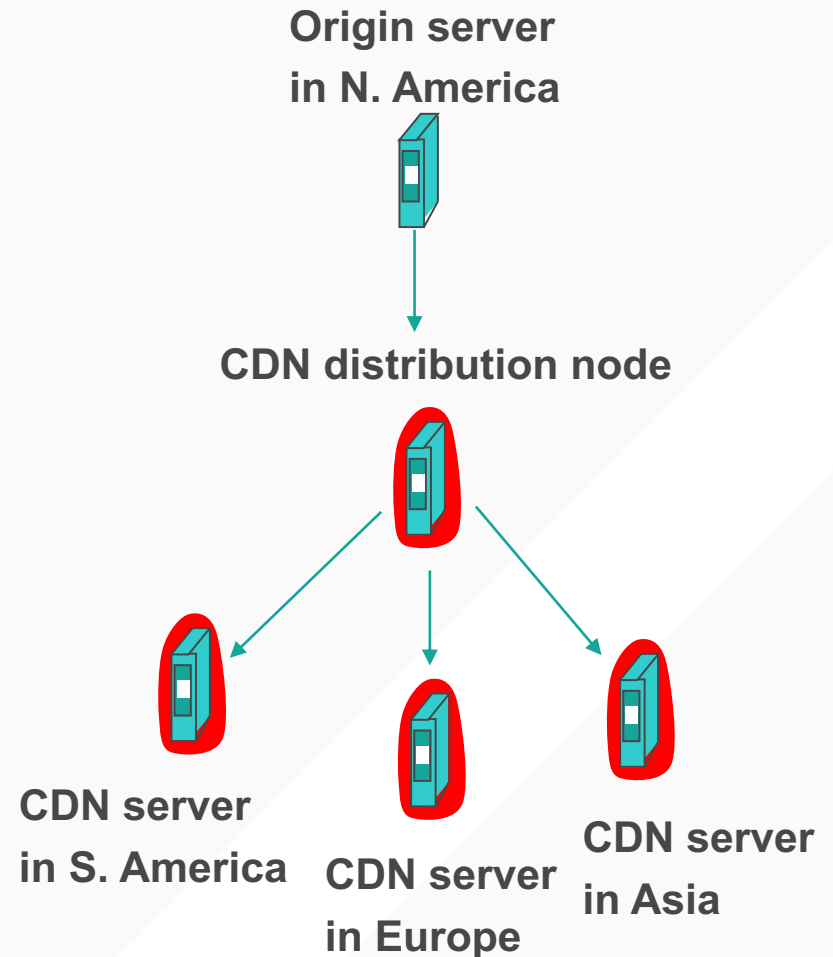 Origin server
in N. America
CDN distribution node
CDN server
in S. America
CDN server
in Europe
CDN server
in Asia